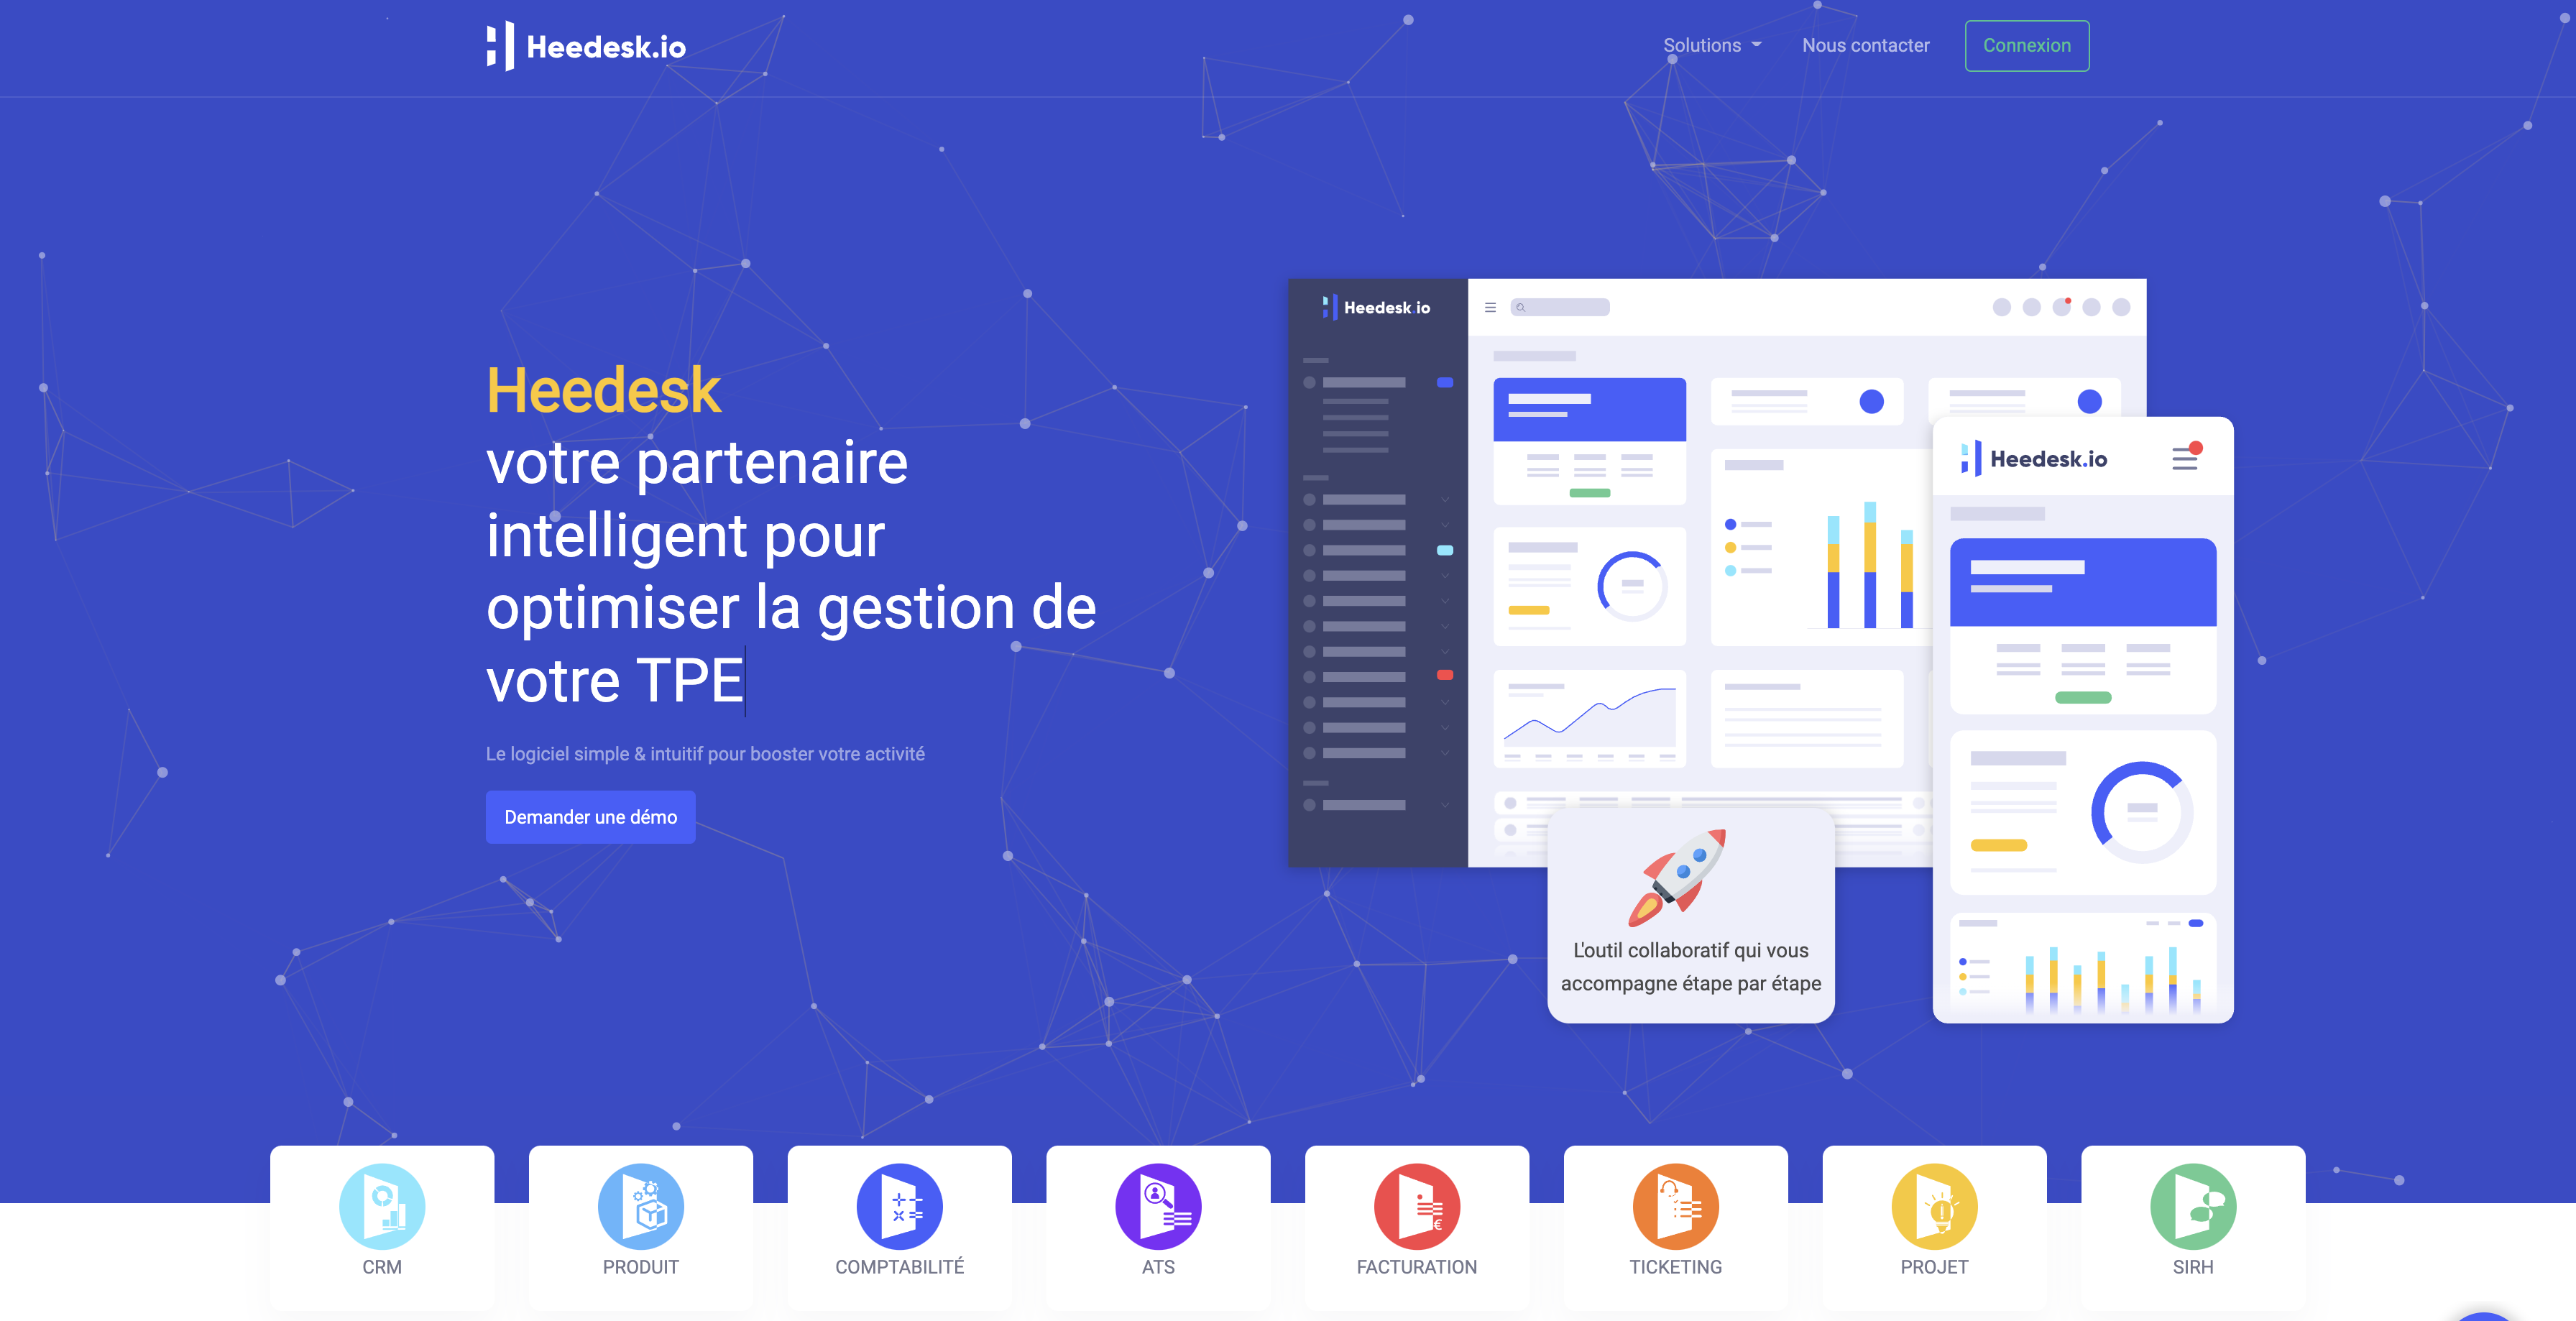 Heedesk.io
Solutions
Nous contacter
Connexion
Heedesk
votre partenaire
intelligent pour
optimiser la gestion de
votre TPE
Le logiciel simple & intuitif pour booster votre activité
Demander une démo
Heedesk.io
Heedesk.io
L'outil collaboratif qui vous
accompagne étape par étape
CRM
PRODUIT
COMPTABILITÉ
ATS
FACTURATION
TICKETING
PROJET
SIRH